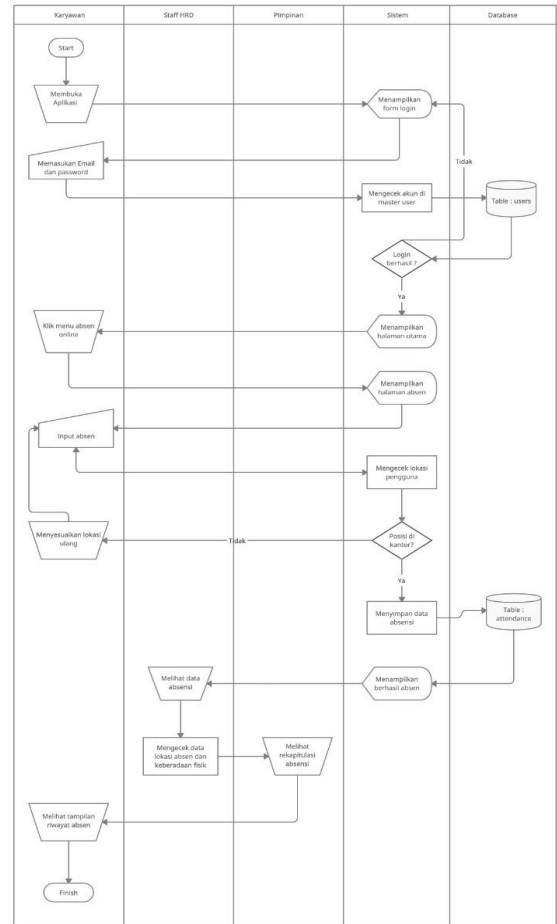 Karyawan
Staff HRD
Pimpinan
Sistem
Database
Start
Membuka
Aplikasi
Menampilkan
form login
Tidak
Memasukan Email
dan password
Mengecek akun di
master user
Table : users
Login
berhasil ?
Ya
Klik menu absen
online
Menampilkan
halaman utama
Menampilkan
halaman absen
Input absen
Mengecek lokasi
pengguna
Menyesuaikan lokasi
ulang
Tidak
Posisi di
kantor?
Ya
Menyimpan data
absensi
Table :
attendance
Melihat data
absensi
Menampilkan
berhasil absen
Mengecek data
lokasi absen dan
keberadaan fisik
Melihat
rekapitulasi
absensi
Melihat tampilan
riwayat absen
Finish